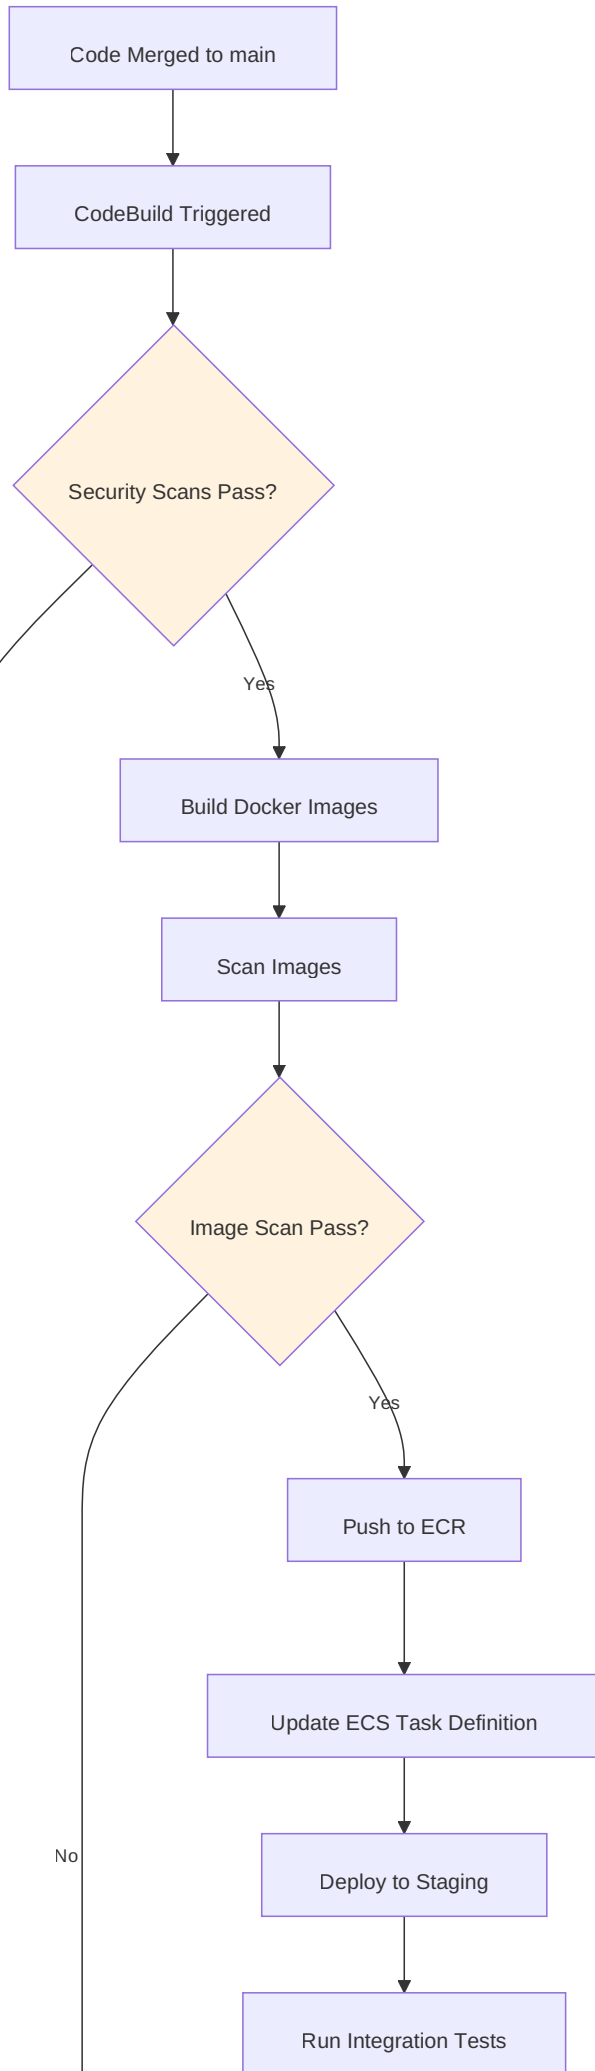 Code Merged to main
CodeBuild Triggered
Security Scans Pass?
Yes
Build Docker Images
Scan Images
Image Scan Pass?
Yes
Push to ECR
Update ECS Task Definition
No
Deploy to Staging
Run Integration Tests